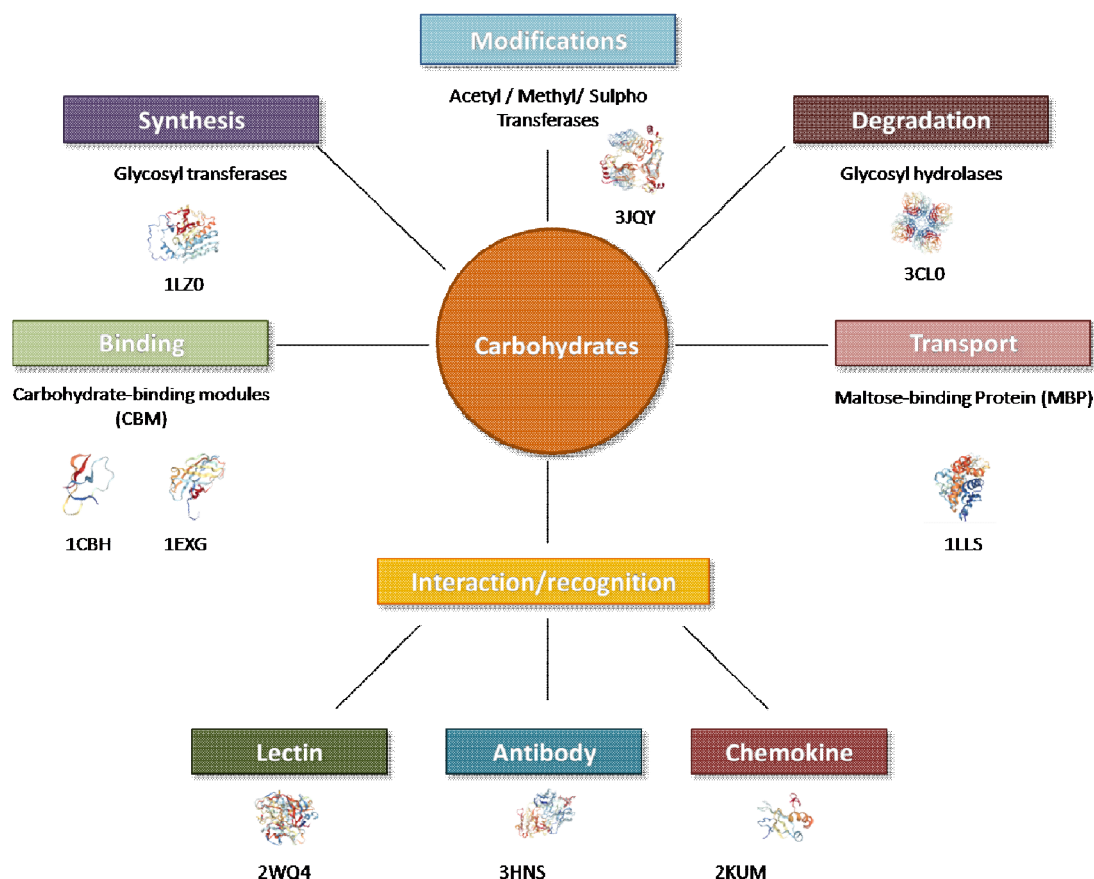 Modifications
Acetyl / Methyl/ Sulpho
Transferases
3JQY
Synthesis
Glycosyl transferases
1LZ0
Degradation
Glycosyl hydrolases
3CL0
Binding
Carbohydrate-binding modules
(CBM)
1CBH
1EXG
Carbohydrates
Transport
Maltose-binding Protein (MBP)
1LLS
Interaction/recognition
Lectin
2WQ4
Antibody
3HNS
Chemokine
2KUM